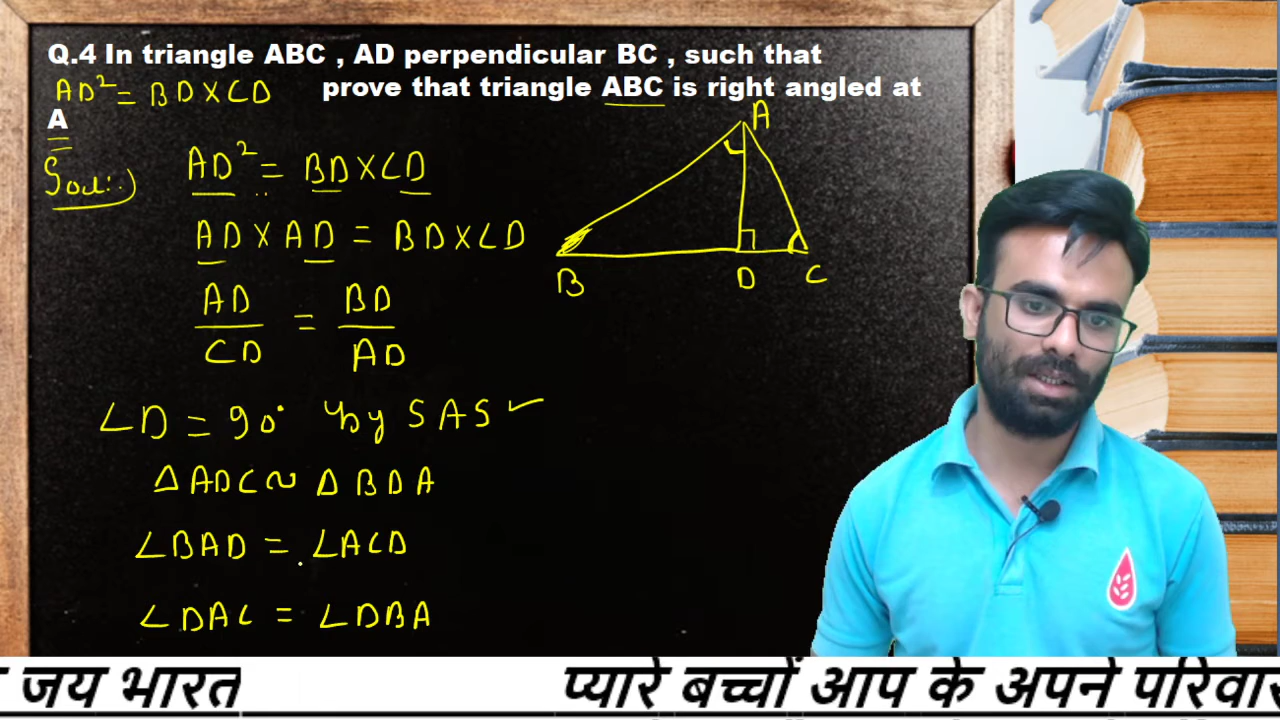 Q.4 In triangle ABC , AD perpendicular BC , such that
AD² = BD×CD prove that triangle ABC is right angled at
A
Sol:-)
AD² = BD×CD
AD×AD = BD×CD
AD/CD = BD/AD
∠D = 90° by SAS ✓
Δ ADC ~ Δ BDA
∠BAD = ∠ACD
∠DAC = ∠DBA
A
B
D
C
जय भारत
प्यारे बच्चों आप के अपने परिवार